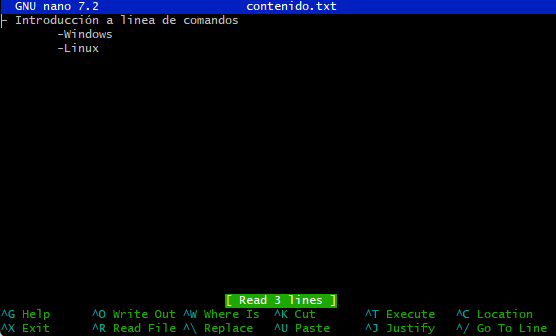 GNU nano 7.2 contenido.txt
- Introducción a linea de comandos
-Windows
-Linux
[ Read 3 lines ]
^G Help ^O Write Out ^W Where Is ^K Cut ^T Execute ^C Location
^X Exit ^R Read File ^\ Replace ^U Paste ^J Justify ^/ Go To Line